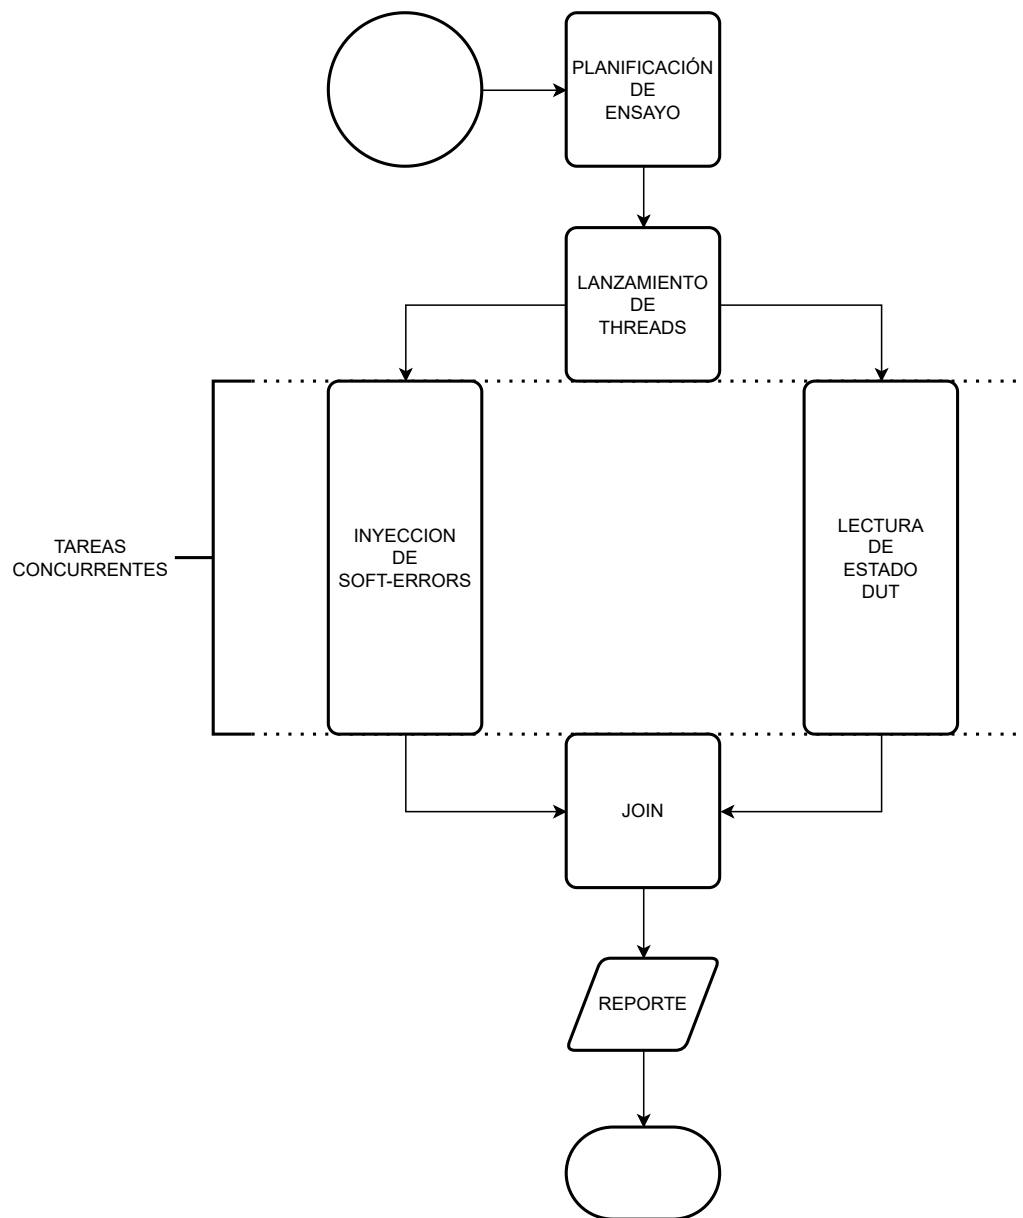 PLANIFICACIÓN
DE
ENSAYO
LANZAMIENTO
DE
THREADS
TAREAS
CONCURRENTES
INYECCION
DE
SOFT-ERRORS
LECTURA
DE
ESTADO
DUT
JOIN
REPORTE